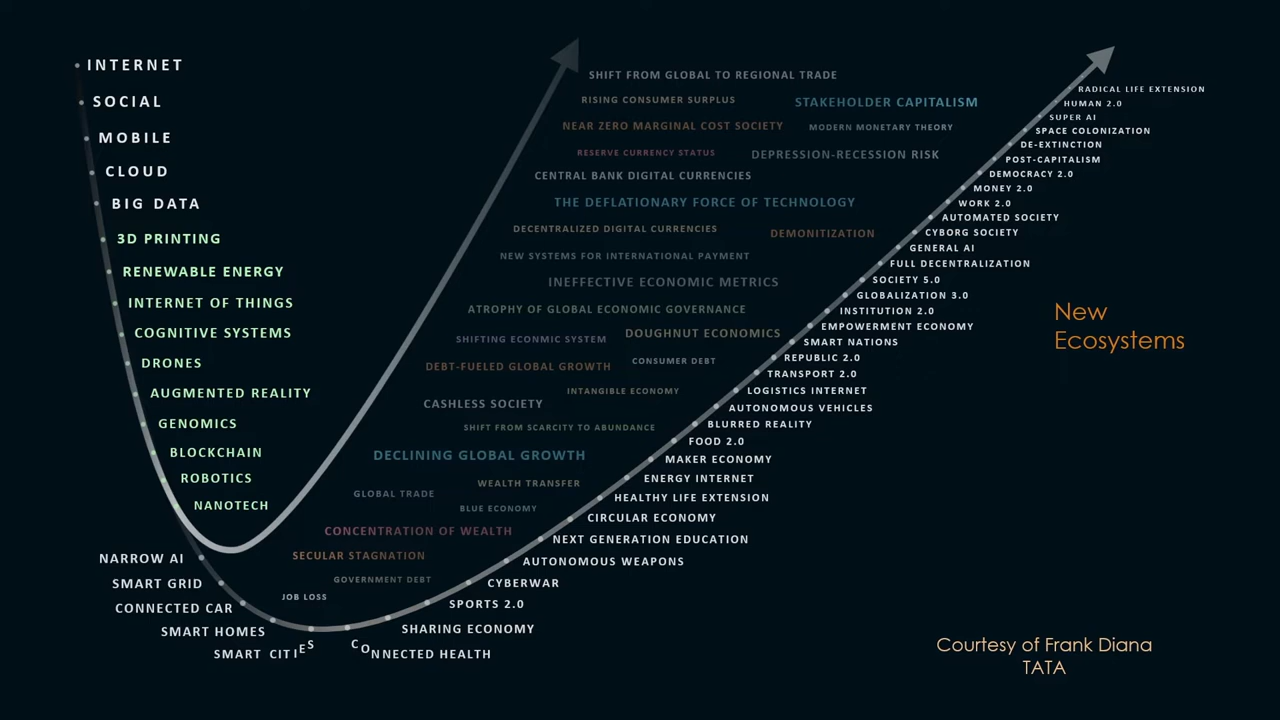 INTERNET
SOCIAL
MOBILE
CLOUD
BIG DATA
3D PRINTING
RENEWABLE ENERGY
INTERNET OF THINGS
COGNITIVE SYSTEMS
DRONES
AUGMENTED REALITY
GENOMICS
BLOCKCHAIN
ROBOTICS
NANOTECH
NARROW AI
SMART GRID
CONNECTED CAR
SMART HOMES
SMART CITIES
SHIFT FROM GLOBAL TO REGIONAL TRADE
RISING CONSUMER SURPLUS
STAKEHOLDER CAPITALISM
NEAR ZERO MARGINAL COST SOCIETY
MODERN MONETARY THEORY
RESERVE CURRENCY STATUS
DEPRESSION-RECESSION RISK
CENTRAL BANK DIGITAL CURRENCIES
THE DEFLATIONARY FORCE OF TECHNOLOGY
DECENTRALIZED DIGITAL CURRENCIES
DEMONITIZATION
NEW SYSTEMS FOR INTERNATIONAL PAYMENT
INEFFECTIVE ECONOMIC METRICS
ATROPHY OF GLOBAL ECONOMIC GOVERNANCE
SHIFTING ECONMIC SYSTEM
DOUGHNUT ECONOMICS
DEBT-FUELED GLOBAL GROWTH
CONSUMER DEBT
INTANGIBLE ECONOMY
CASHLESS SOCIETY
SHIFT FROM SCARCITY TO ABUNDANCE
DECLINING GLOBAL GROWTH
WEALTH TRANSFER
GLOBAL TRADE
BLUE ECONOMY
CONCENTRATION OF WEALTH
SECULAR STAGNATION
GOVERNMENT DEBT
JOB LOSS
RADICAL LIFE EXTENSION
HUMAN 2.0
SUPER AI
SPACE COLONIZATION
DE-EXTINCTION
POST-CAPITALISM
DEMOCRACY 2.0
MONEY 2.0
WORK 2.0
AUTOMATED SOCIETY
CYBORG SOCIETY
GENERAL AI
FULL DECENTRALIZATION
SOCIETY 5.0
GLOBALIZATION 3.0
INSTITUTION 2.0
EMPOWERMENT ECONOMY
SMART NATIONS
REPUBLIC 2.0
TRANSPORT 2.0
LOGISTICS INTERNET
AUTONOMOUS VEHICLES
BLURRED REALITY
FOOD 2.0
MAKER ECONOMY
ENERGY INTERNET
HEALTHY LIFE EXTENSION
CIRCULAR ECONOMY
NEXT GENERATION EDUCATION
AUTONOMOUS WEAPONS
CYBERWAR
SPORTS 2.0
SHARING ECONOMY
CONNECTED HEALTH
New
Ecosystems
Courtesy of Frank Diana
TATA